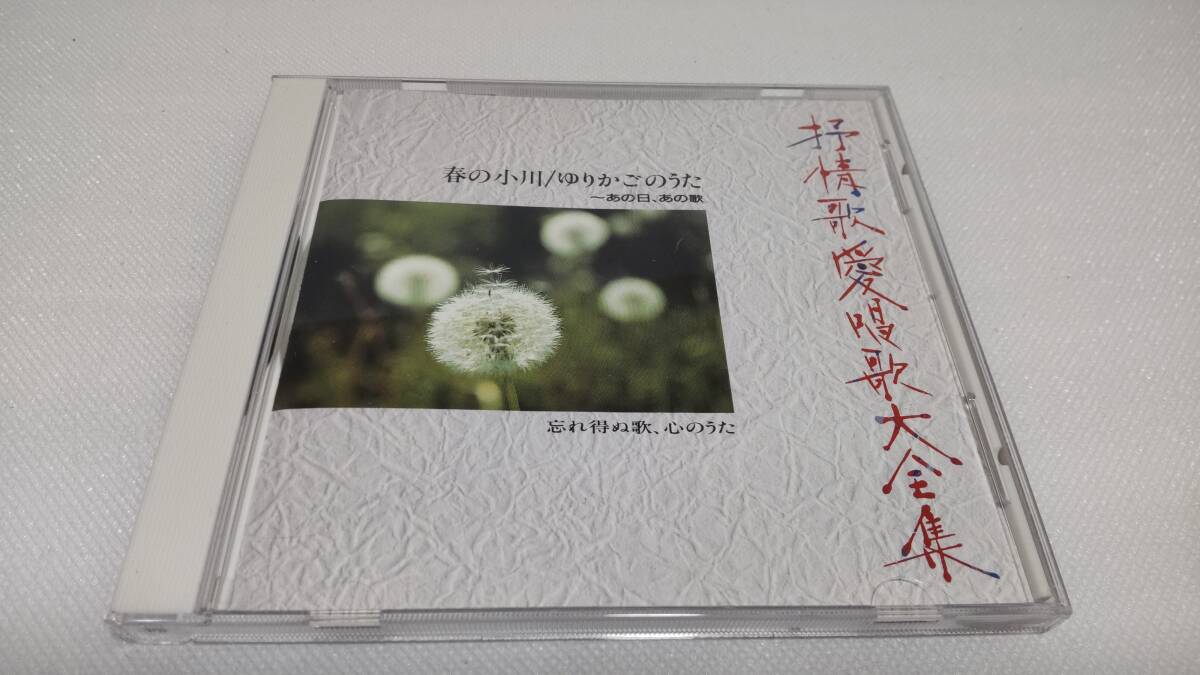 抒情歌愛唱歌大全集
春の小川/ゆりかごのうた
〜あの日、あの歌
忘れ得ぬ歌、心のうた